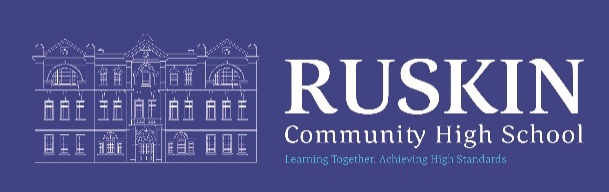 RUSKIN
Community High School
Learning Together, Achieving High Standards